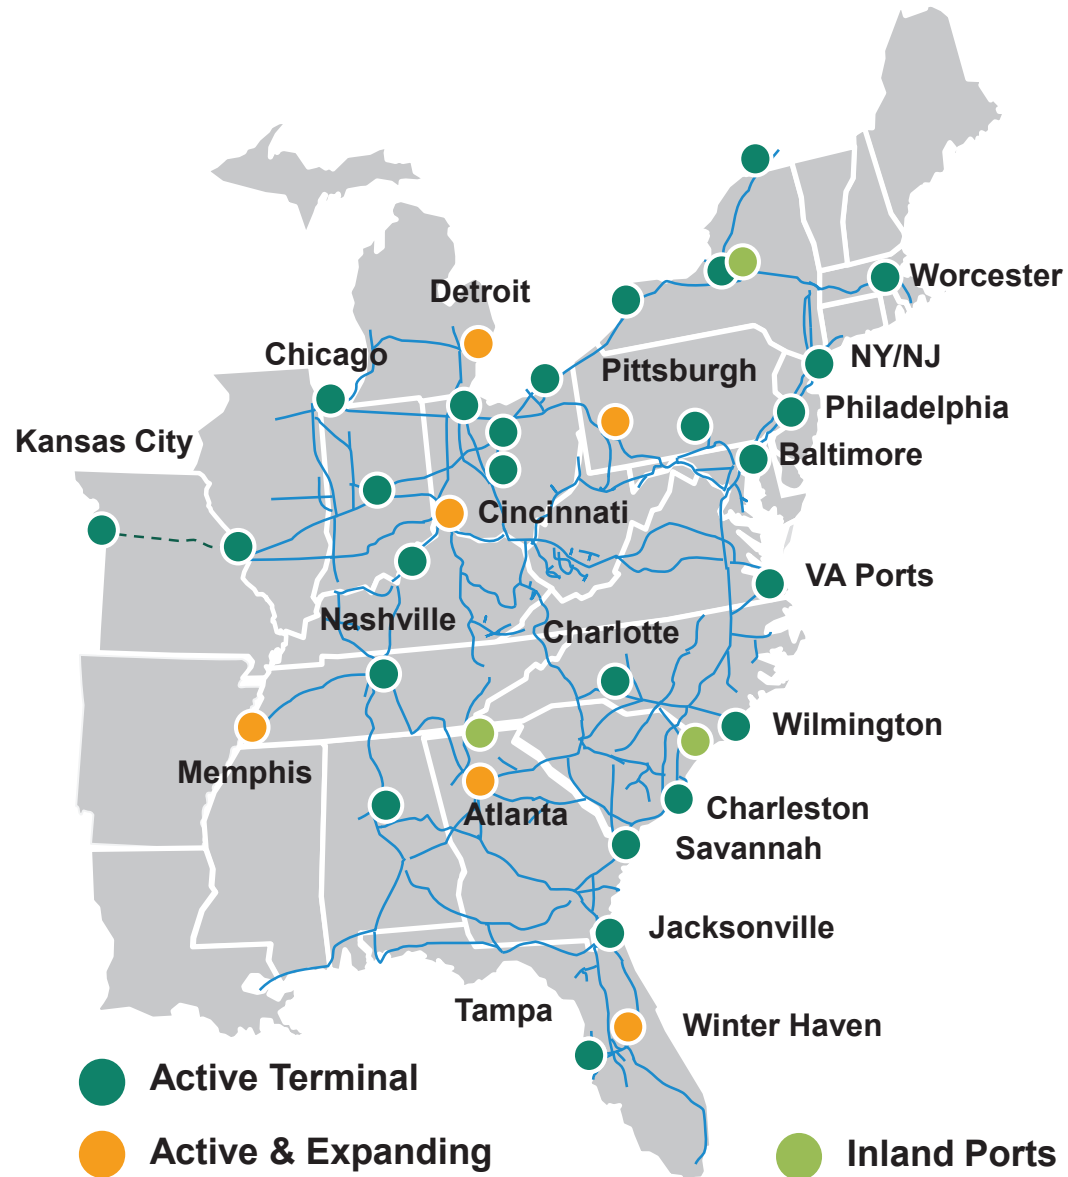 Worcester
Detroit
Chicago
NY/NJ
Pittsburgh
Philadelphia
Kansas City
Baltimore
Cincinnati
VA Ports
Nashville
Charlotte
Wilmington
Memphis
Charleston
Atlanta
Savannah
Jacksonville
Tampa
Winter Haven
Active Terminal
Active & Expanding
Inland Ports